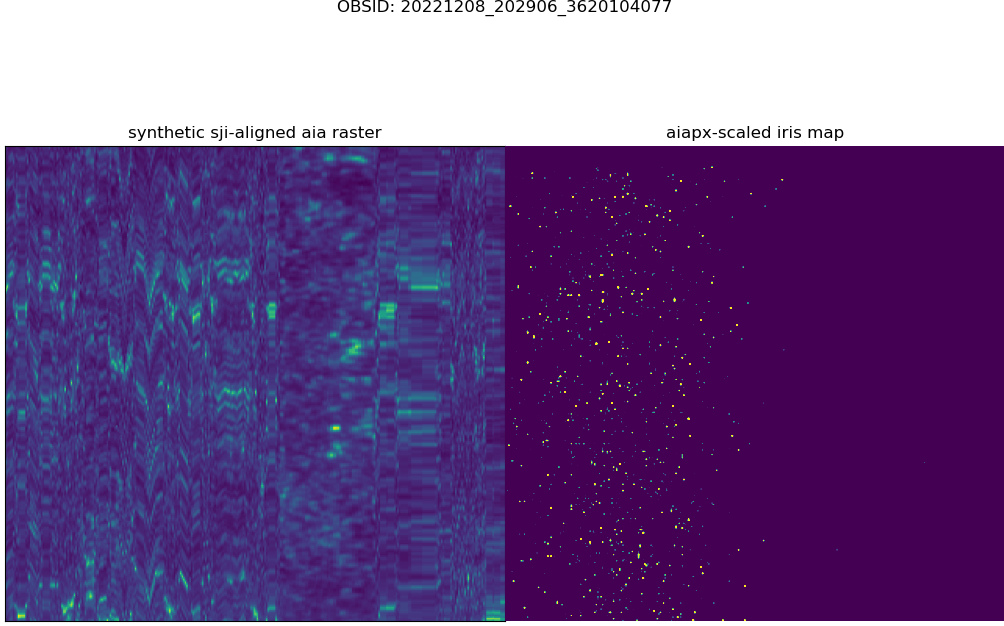 OBSID: 20221208_202906_3620104077
synthetic sji-aligned aia raster
aiapx-scaled iris map